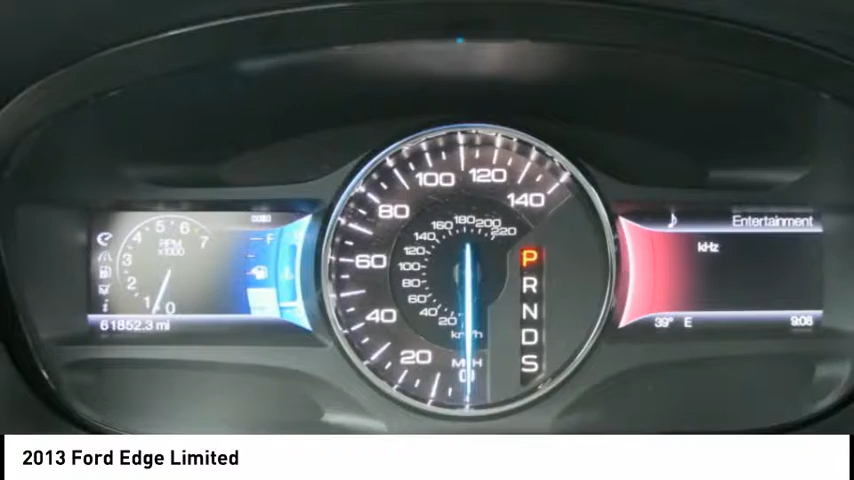 5 6
4 7
3
2
1 0
RPM
x1000
F
61852.3 mi
100 120
80 140
60
40
20
0
MPH
180
160 200
140 220
120
100
80
60
40
20
km/h
P
R
N
D
S
Entertainment
kHz
39° E 9:08
2013 Ford Edge Limited